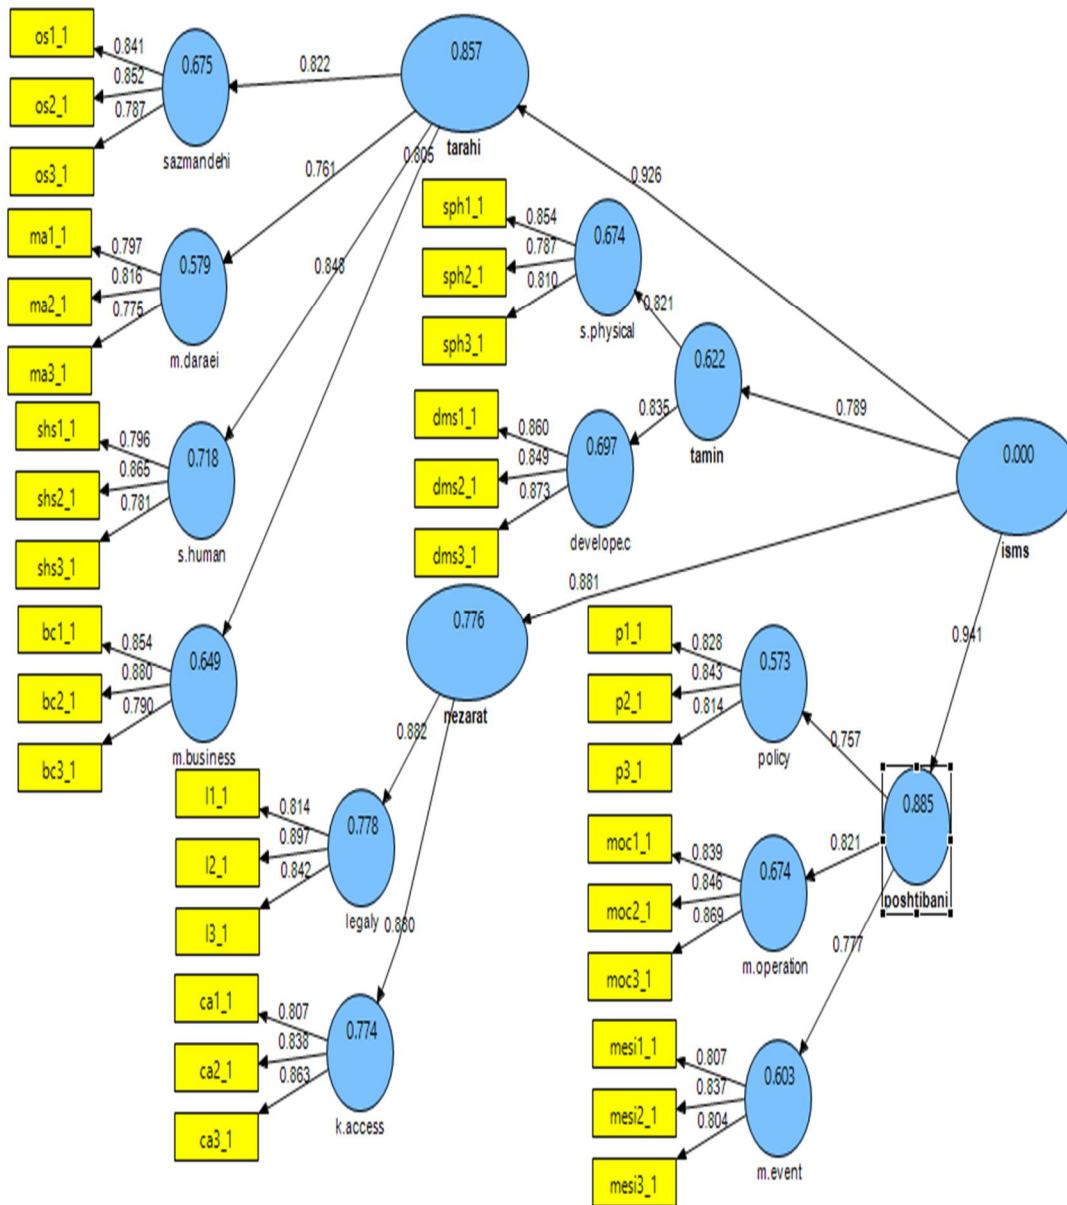 os1_1
0.841
0.675
0.822
0.857
os2_1
0.852
0.787
os3_1
sazmandehi
tarahi
0.805
0.926
0.761
ma1_1
0.797
0.579
ma2_1
0.816
0.775
ma3_1
m.daraei
0.848
sph1_1
0.854
0.674
sph2_1
0.787
0.810
sph3_1
s.physical
0.821
0.622
tamin
0.789
0.835
dms1_1
0.860
0.697
dms2_1
0.849
0.873
dms3_1
develope.c
shs1_1
0.796
0.718
shs2_1
0.865
0.781
shs3_1
s.human
0.000
isms
0.881
0.941
bc1_1
0.854
0.649
bc2_1
0.880
0.790
bc3_1
m.business
0.776
nezarat
0.882
p1_1
0.828
0.573
p2_1
0.843
0.814
p3_1
policy
0.757
0.885
poshtibani
l1_1
0.814
0.778
l2_1
0.897
0.842
l3_1
legaly
0.880
moc1_1
0.839
0.674
0.821
moc2_1
0.846
0.869
moc3_1
m.operation
0.777
ca1_1
0.807
0.774
ca2_1
0.838
0.863
ca3_1
k.access
mesi1_1
0.807
0.603
mesi2_1
0.837
0.804
mesi3_1
m.event